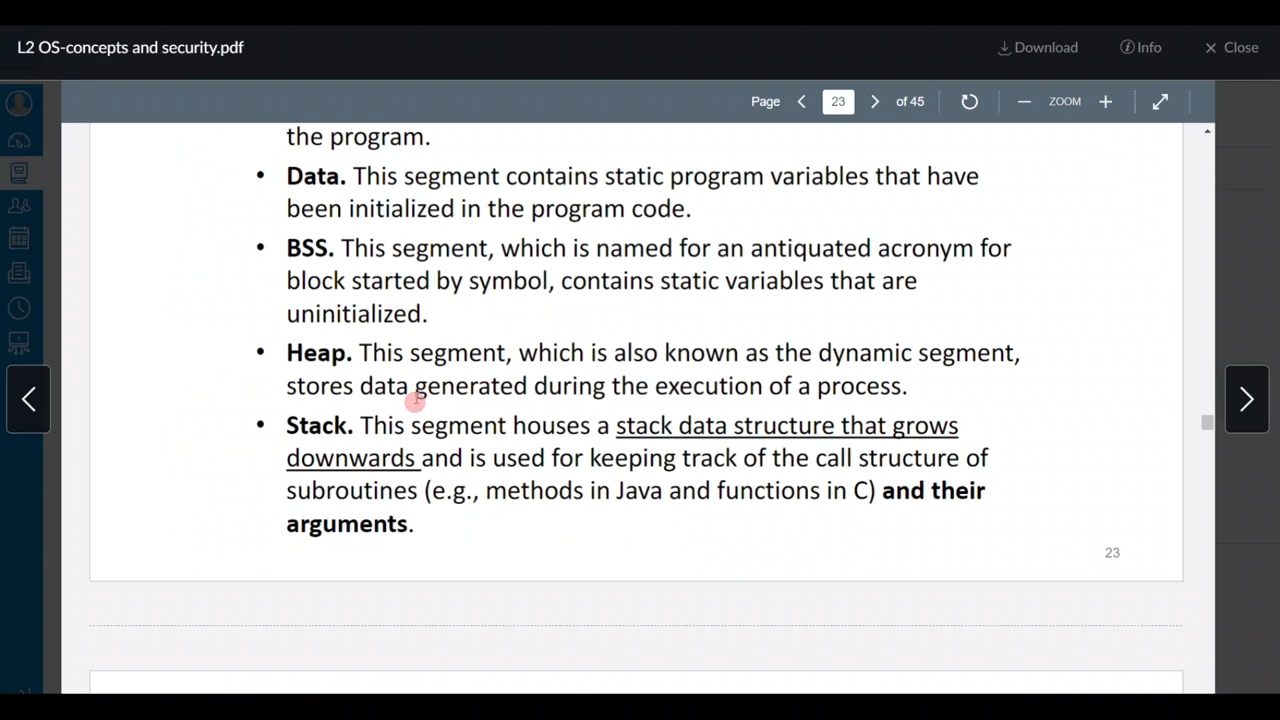 L2 OS-concepts and security.pdf
Download
Info
Close
Page 23 of 45 ZOOM
the program.
• Data. This segment contains static program variables that have
been initialized in the program code.
• BSS. This segment, which is named for an antiquated acronym for
block started by symbol, contains static variables that are
uninitialized.
• Heap. This segment, which is also known as the dynamic segment,
stores data generated during the execution of a process.
• Stack. This segment houses a stack data structure that grows
downwards and is used for keeping track of the call structure of
subroutines (e.g., methods in Java and functions in C) and their
arguments.
23